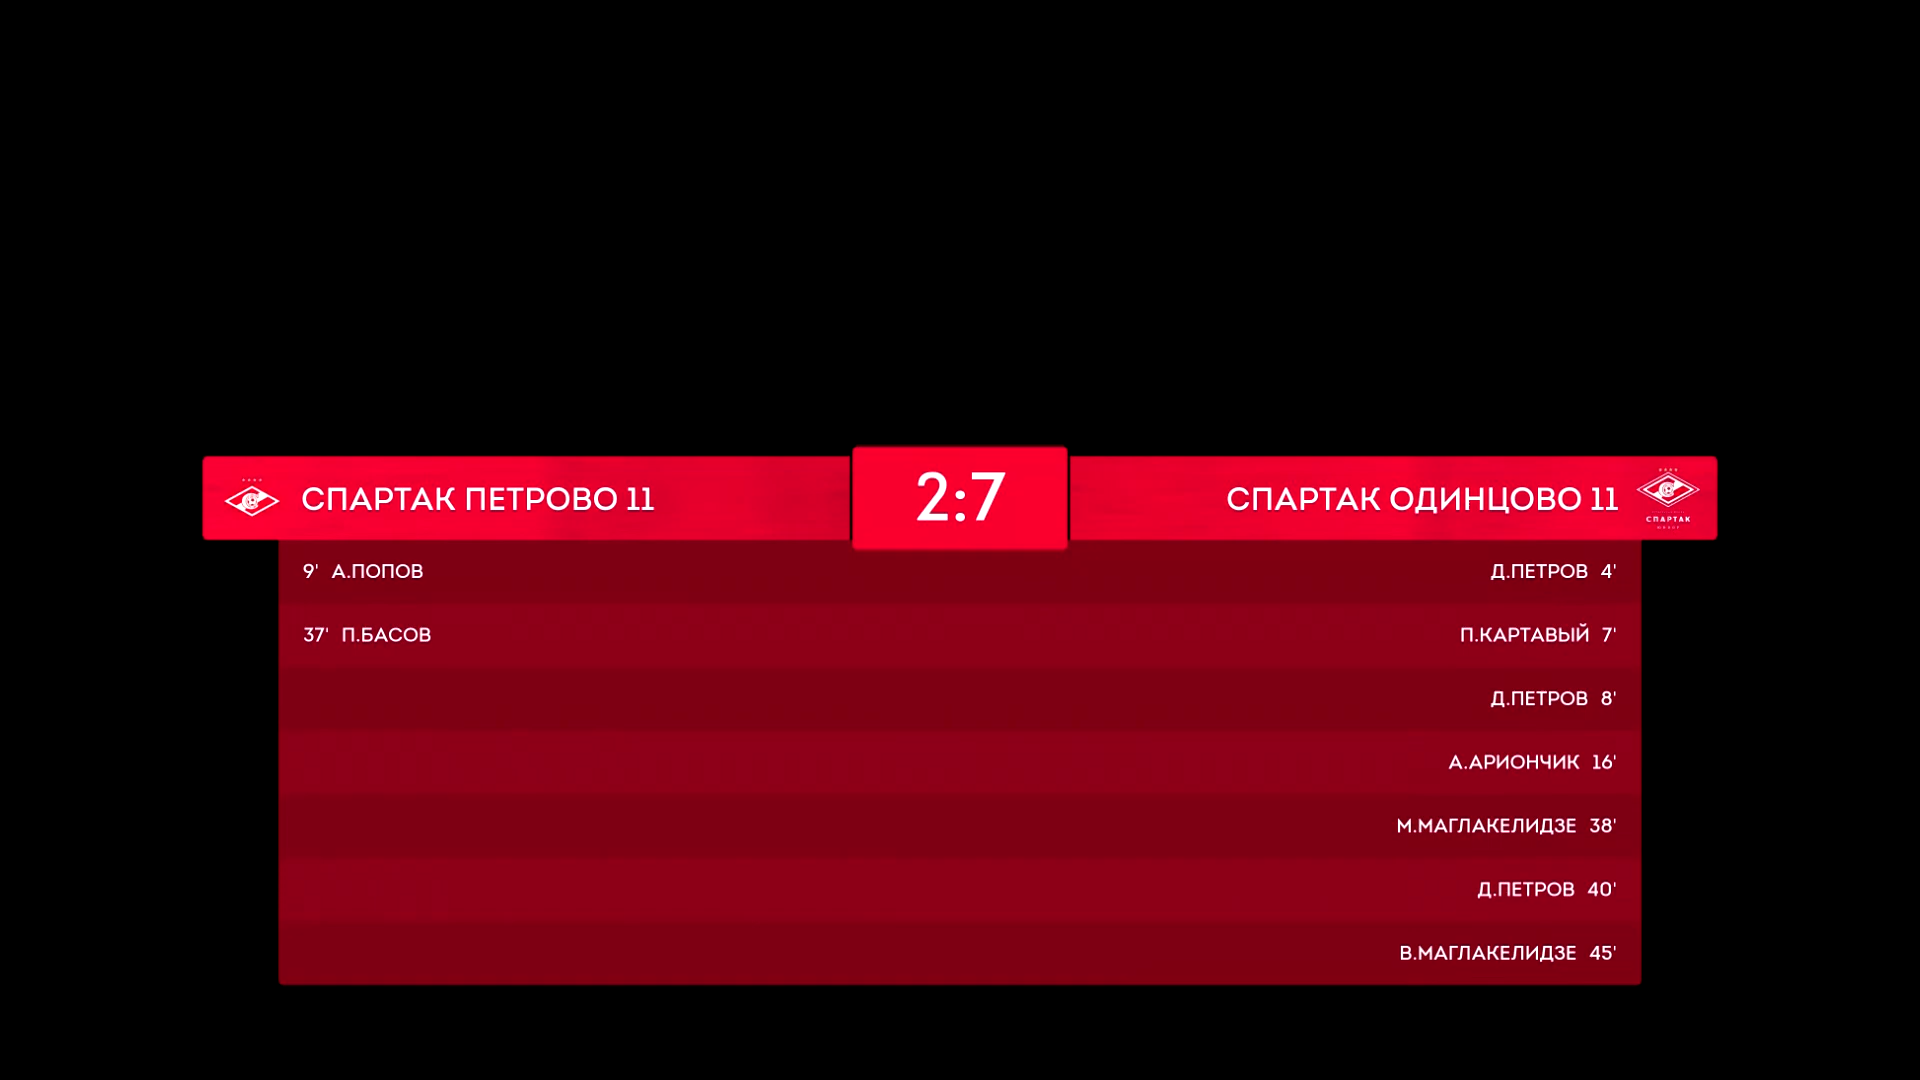 СПАРТАК ПЕТРОВО 11
2:7
СПАРТАК ОДИНЦОВО 11
СПАРТАК
9' А.ПОПОВ
Д.ПЕТРОВ 4'
37' П.БАСОВ
П.КАРТАВЫЙ 7'
Д.ПЕТРОВ 8'
А.АРИОНЧИК 16'
М.МАГЛАКЕЛИДЗЕ 38'
Д.ПЕТРОВ 40'
В.МАГЛАКЕЛИДЗЕ 45'